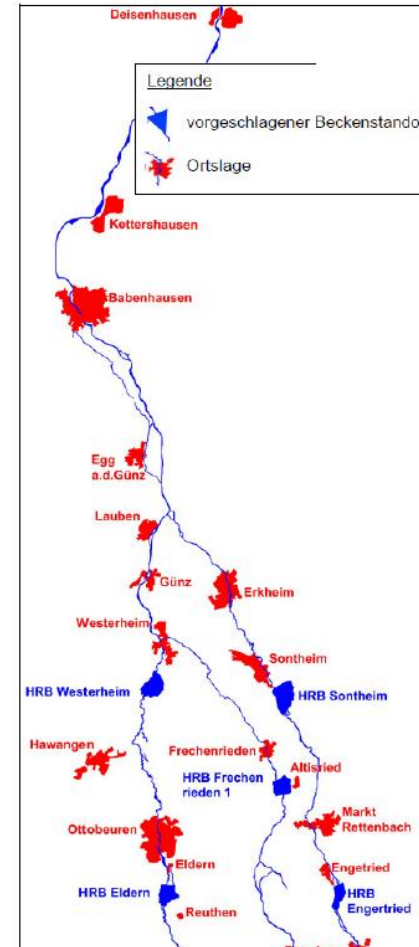 Deisenhausen
Legende
vorgeschlagener Beckenstando
Ortslage
Kettershausen
Babenhausen
Egg
a.d.Günz
Lauben
Günz
Erkheim
Westerheim
Sontheim
HRB Westerheim
HRB Sontheim
Hawangen
Frechenrieden
HRB Frechen
rieden 1
Altisried
Markt
Rettenbach
Ottobeuren
Eldern
Engetried
HRB Eldern
HRB
Engertried
Reuthen